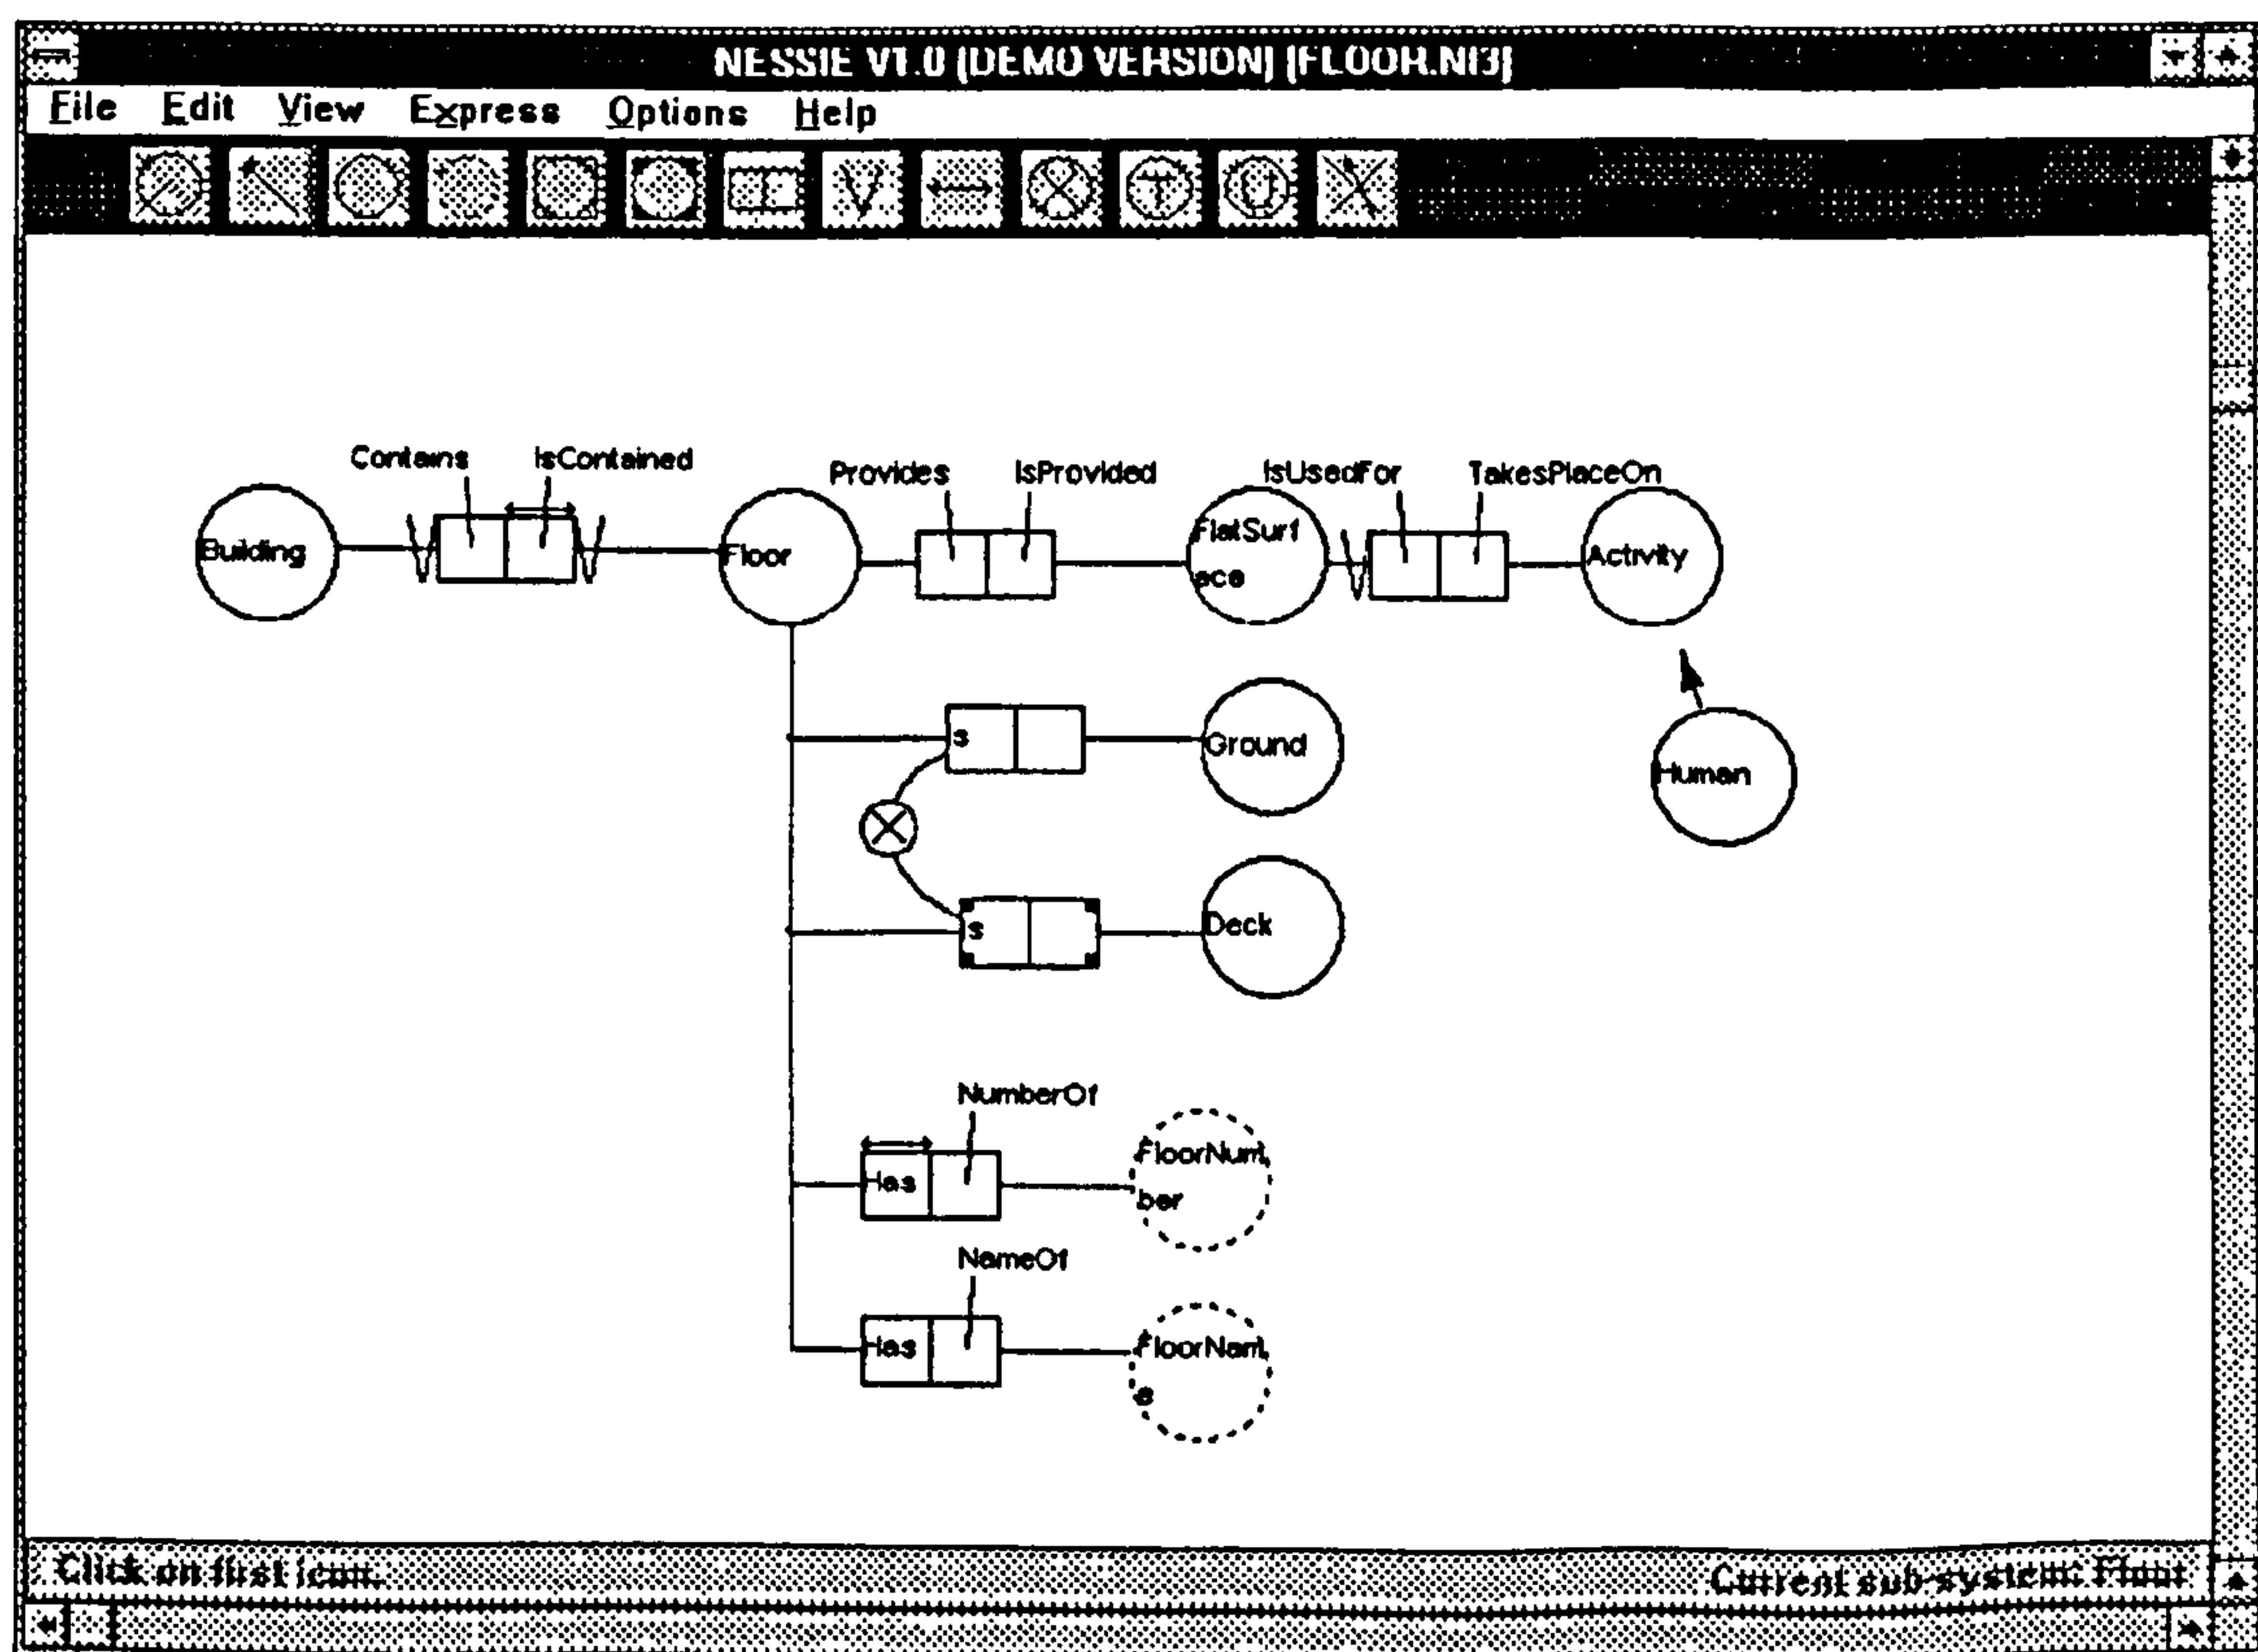 NESSIE V1.0 (DEMO VERSION) [FLOOR.NI3]
File Edit View Express Options Help
T U
Contains IsContained Provides IsProvided IsUsedFor TakesPlaceOn
Building Floor FlatSurf
ace Activity
s Ground
Human
s Deck
NumberOf
Has FloorNum
ber
NameOf
Has FloorNam
e
Click on first icon. Current sub-system: Floor